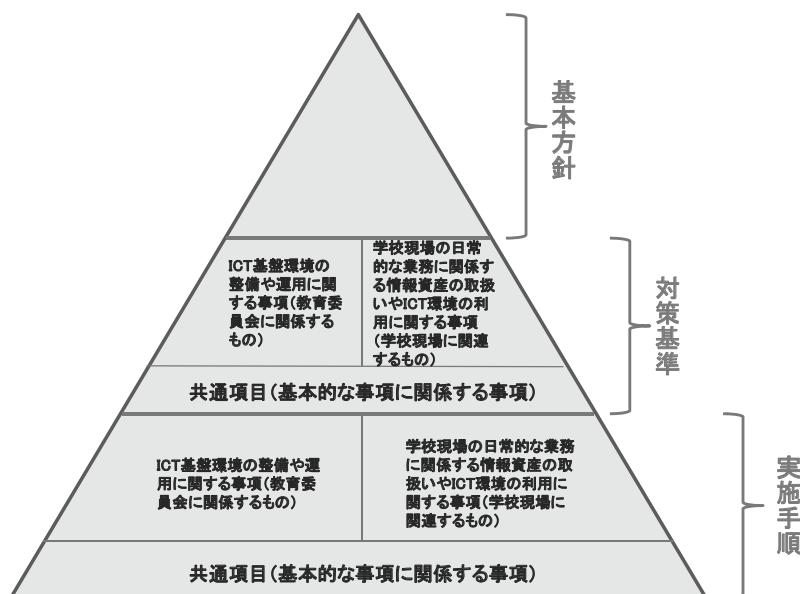 基本方針
ICT基盤環境の
整備や運用に関
する事項（教育委
員会に関係する
もの）
学校現場の日常
的な業務に関係す
る情報資産の取扱
いやICT環境の利
用に関する事項
（学校現場に関連
するもの）
共通項目（基本的な事項に関係する事項）
対策基準
ICT基盤環境の整備や運
用に関する事項（教育委
員会に関係するもの）
学校現場の日常的な業務
に関係する情報資産の取
扱いやICT環境の利用に
関する事項（学校現場に
関連するもの）
共通項目（基本的な事項に関係する事項）
実施手順